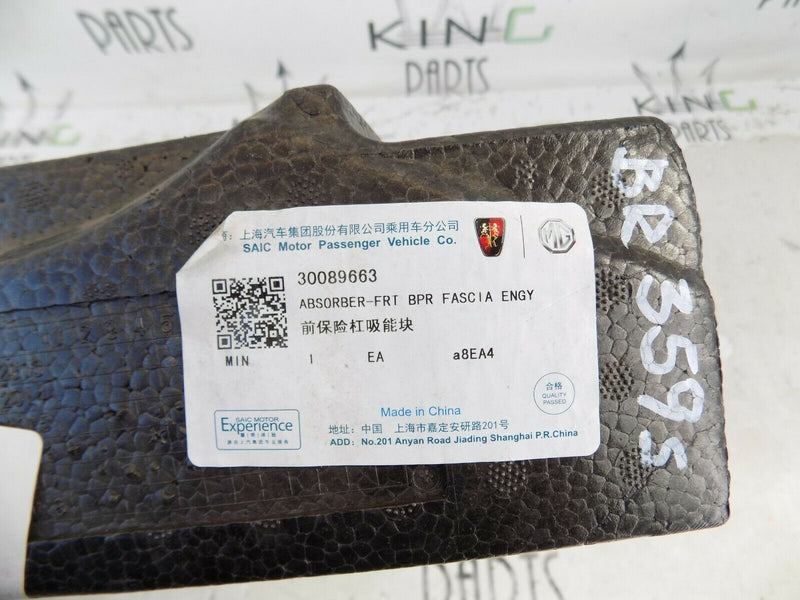 PARTS
KING
PARTS
KING
KING
: 上海汽车集团股份有限公司乘用车分公司
SAIC Motor Passenger Vehicle Co.
MG
30089663
ABSORBER-FRT BPR FASCIA ENGY
前保险杠吸能块
MIN 1 EA a8EA4
合格
QUALITY
PASSED
SAIC MOTOR
Experience
Made in China
地址: 中国 上海市嘉定安研路201号
ADD: No.201 Anyan Road Jiading Shanghai P.R.China
BR 359S